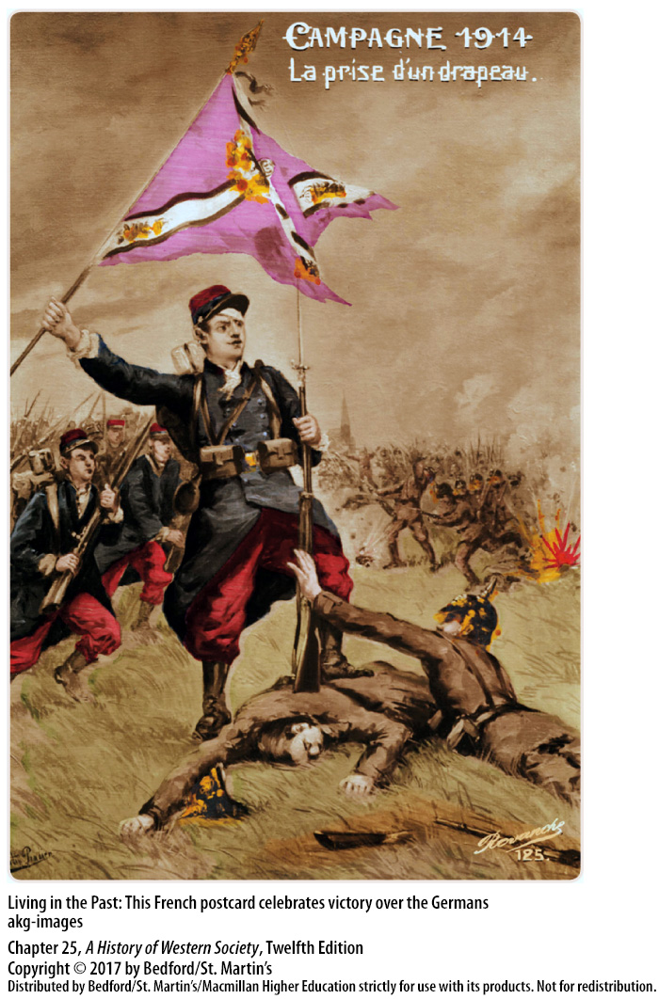 CAMPAGNE 1914
La prise d'un drapeau.
Revanche
125.
Living in the Past: This French postcard celebrates victory over the Germans
akg-images
Chapter 25, A History of Western Society, Twelfth Edition
Copyright © 2017 by Bedford/St. Martin's
Distributed by Bedford/St. Martin's/Macmillan Higher Education strictly for use with its products. Not for redistribution.